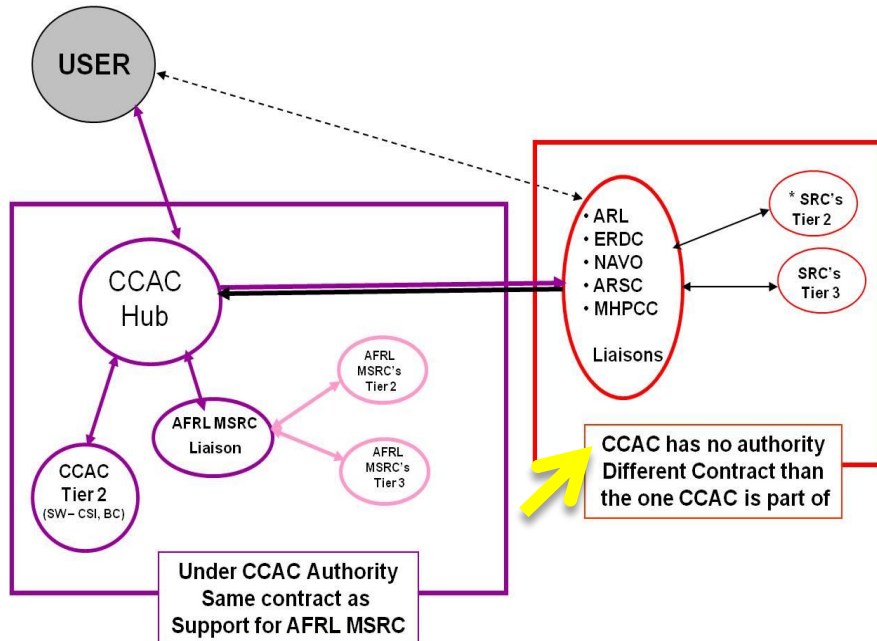 USER
CCAC
Hub
CCAC
Tier 2
(SW– CSI, BC)
AFRL MSRC
Liaison
AFRL
MSRC's
Tier 2
AFRL
MSRC's
Tier 3
Under CCAC Authority
Same contract as
Support for AFRL MSRC
• ARL
• ERDC
• NAVO
• ARSC
• MHPCC
Liaisons
* SRC's
Tier 2
SRC's
Tier 3
CCAC has no authority
Different Contract than
the one CCAC is part of